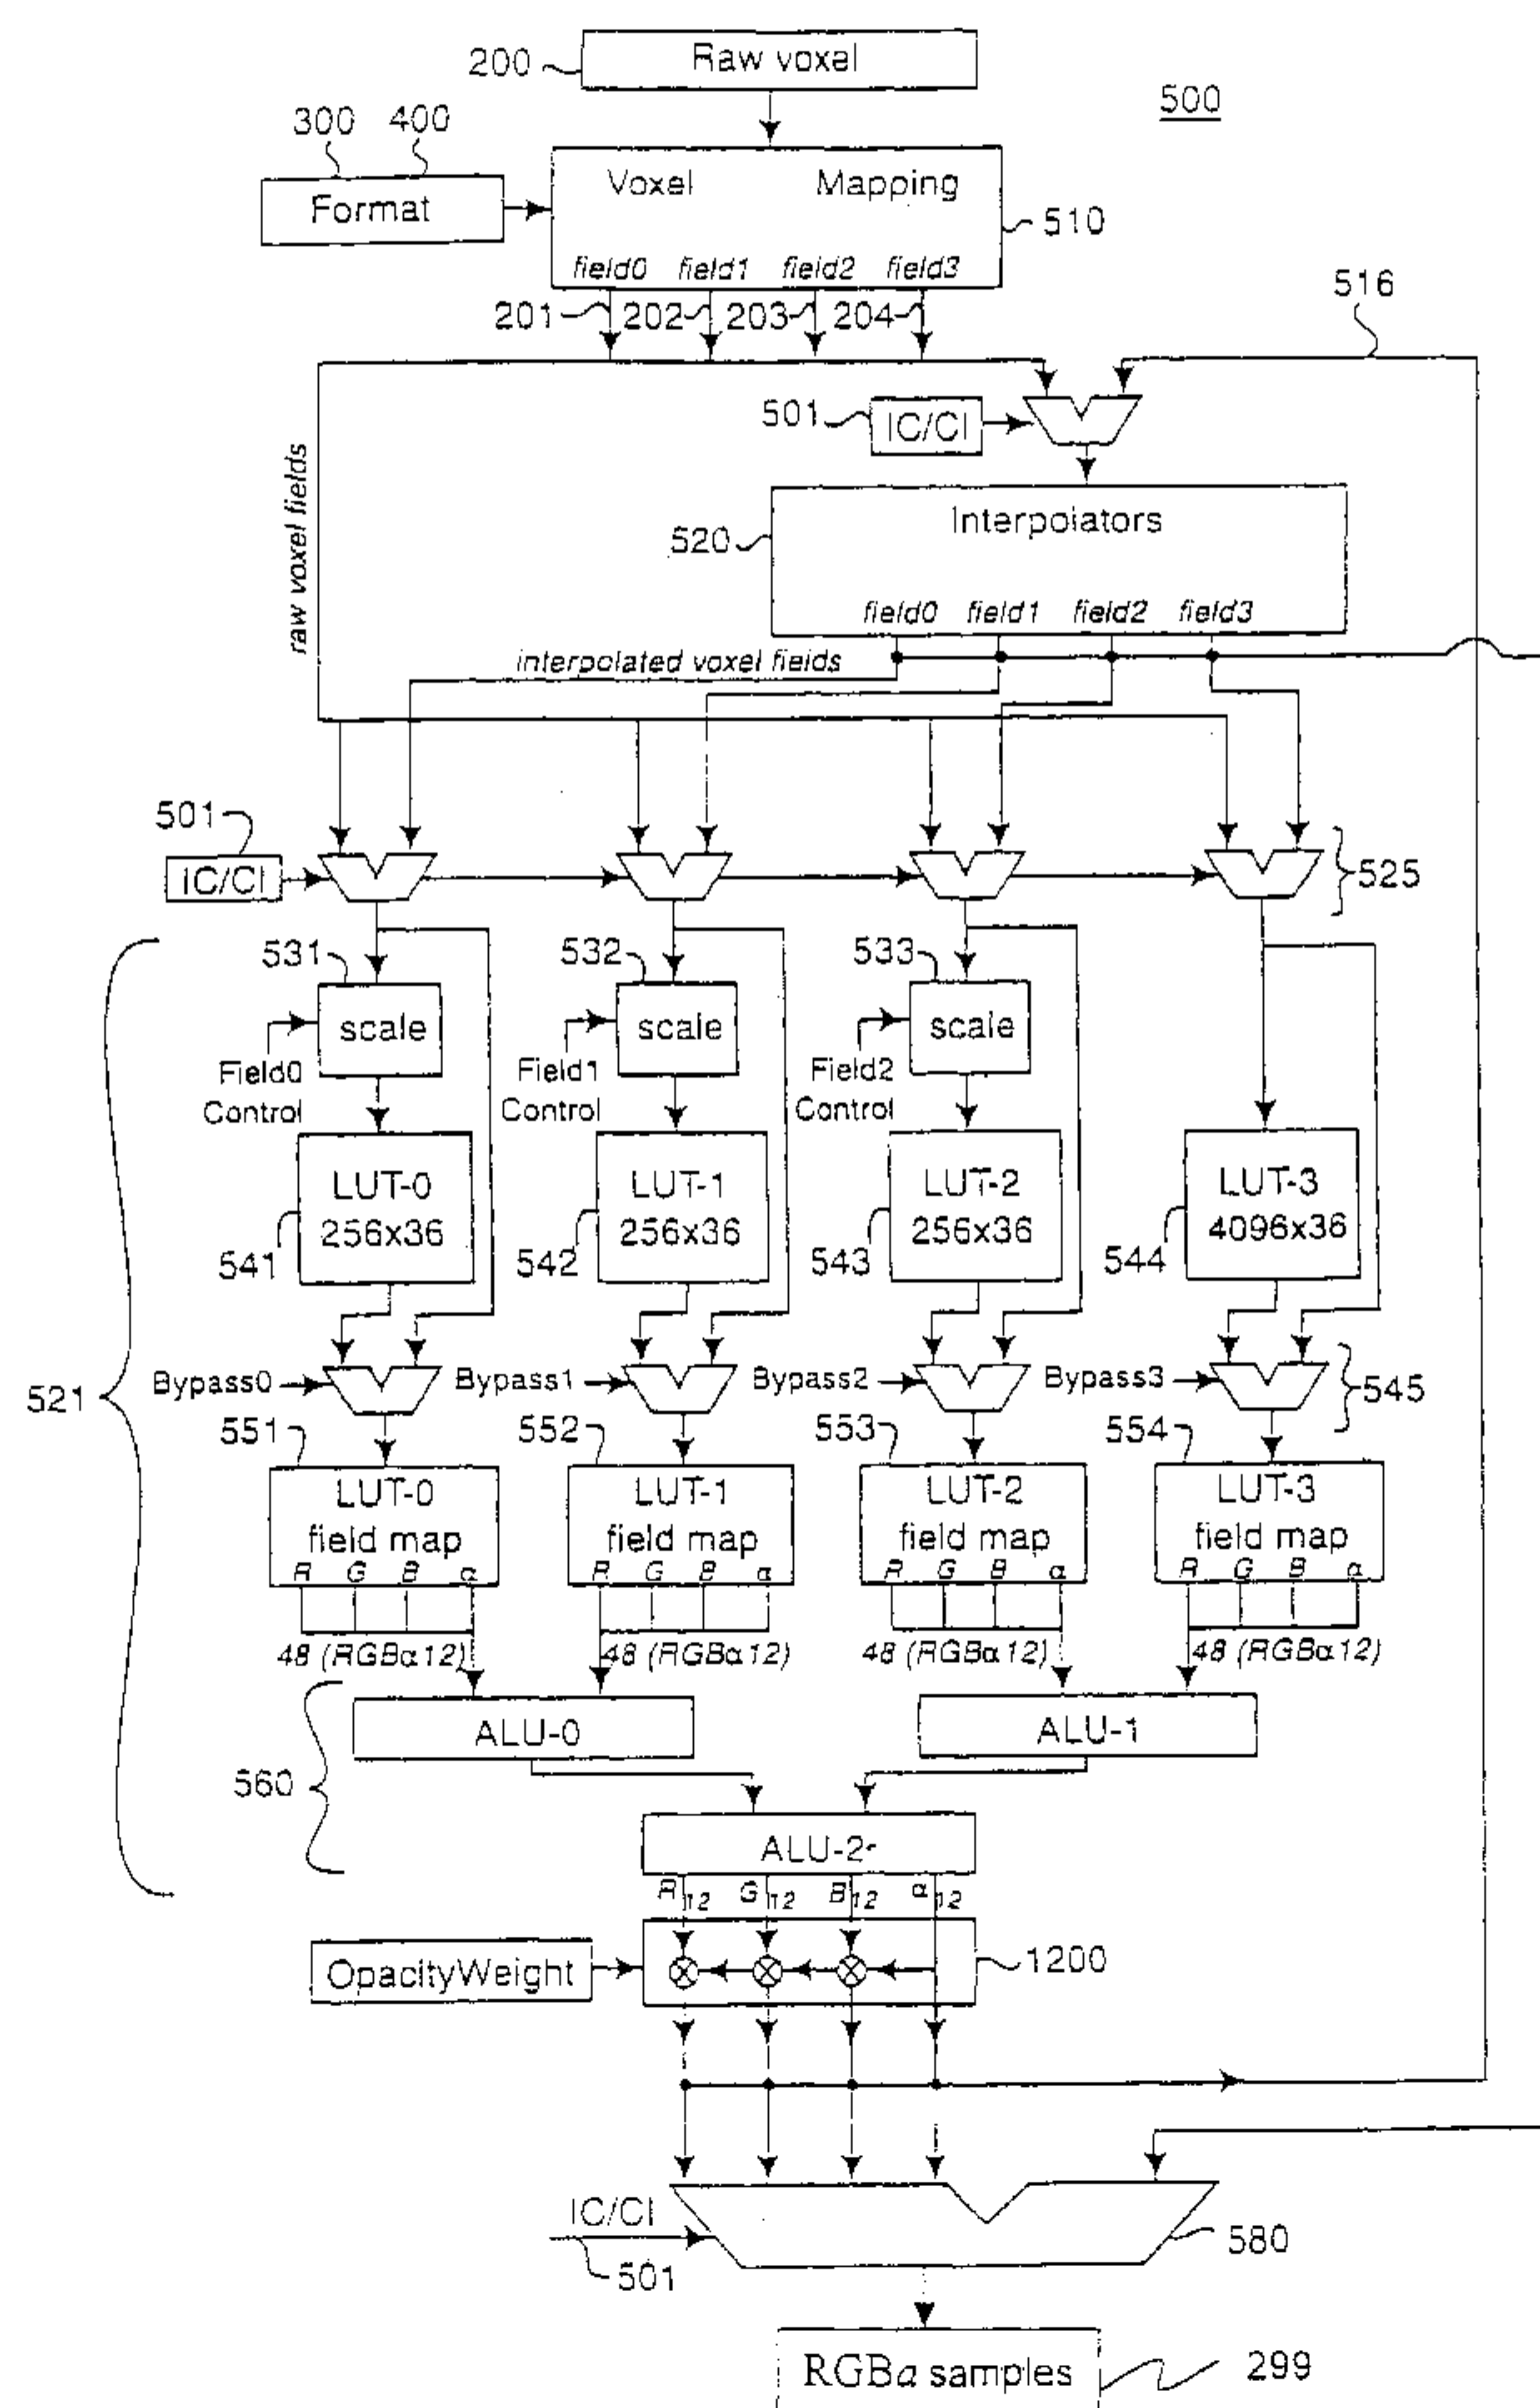 200
Raw voxel
500
300
400
Format
Voxel Mapping
510
field0 field1 field2 field3
201
202
203
204
516
501
IC/CI
raw voxel fields
Interpolators
520
field0 field1 field2 field3
interpolated voxel fields
501
IC/CI
525
531
532
533
scale
scale
scale
Field0
Control
Field1
Control
Field2
Control
LUT-0
256x36
LUT-1
256x36
LUT-2
256x36
LUT-3
4096x36
541
542
543
544
521
Bypass0
Bypass1
Bypass2
Bypass3
545
551
552
553
554
LUT-0
field map
R G B α
LUT-1
field map
R G B α
LUT-2
field map
R G B α
LUT-3
field map
R G B α
48 (RGBα12)
48 (RGBα12)
48 (RGBα12)
48 (RGBα12)
ALU-0
ALU-1
560
ALU-2
R 12 G 12 B 12 α 12
OpacityWeight
1200
IC/CI
501
580
RGBα samples
299